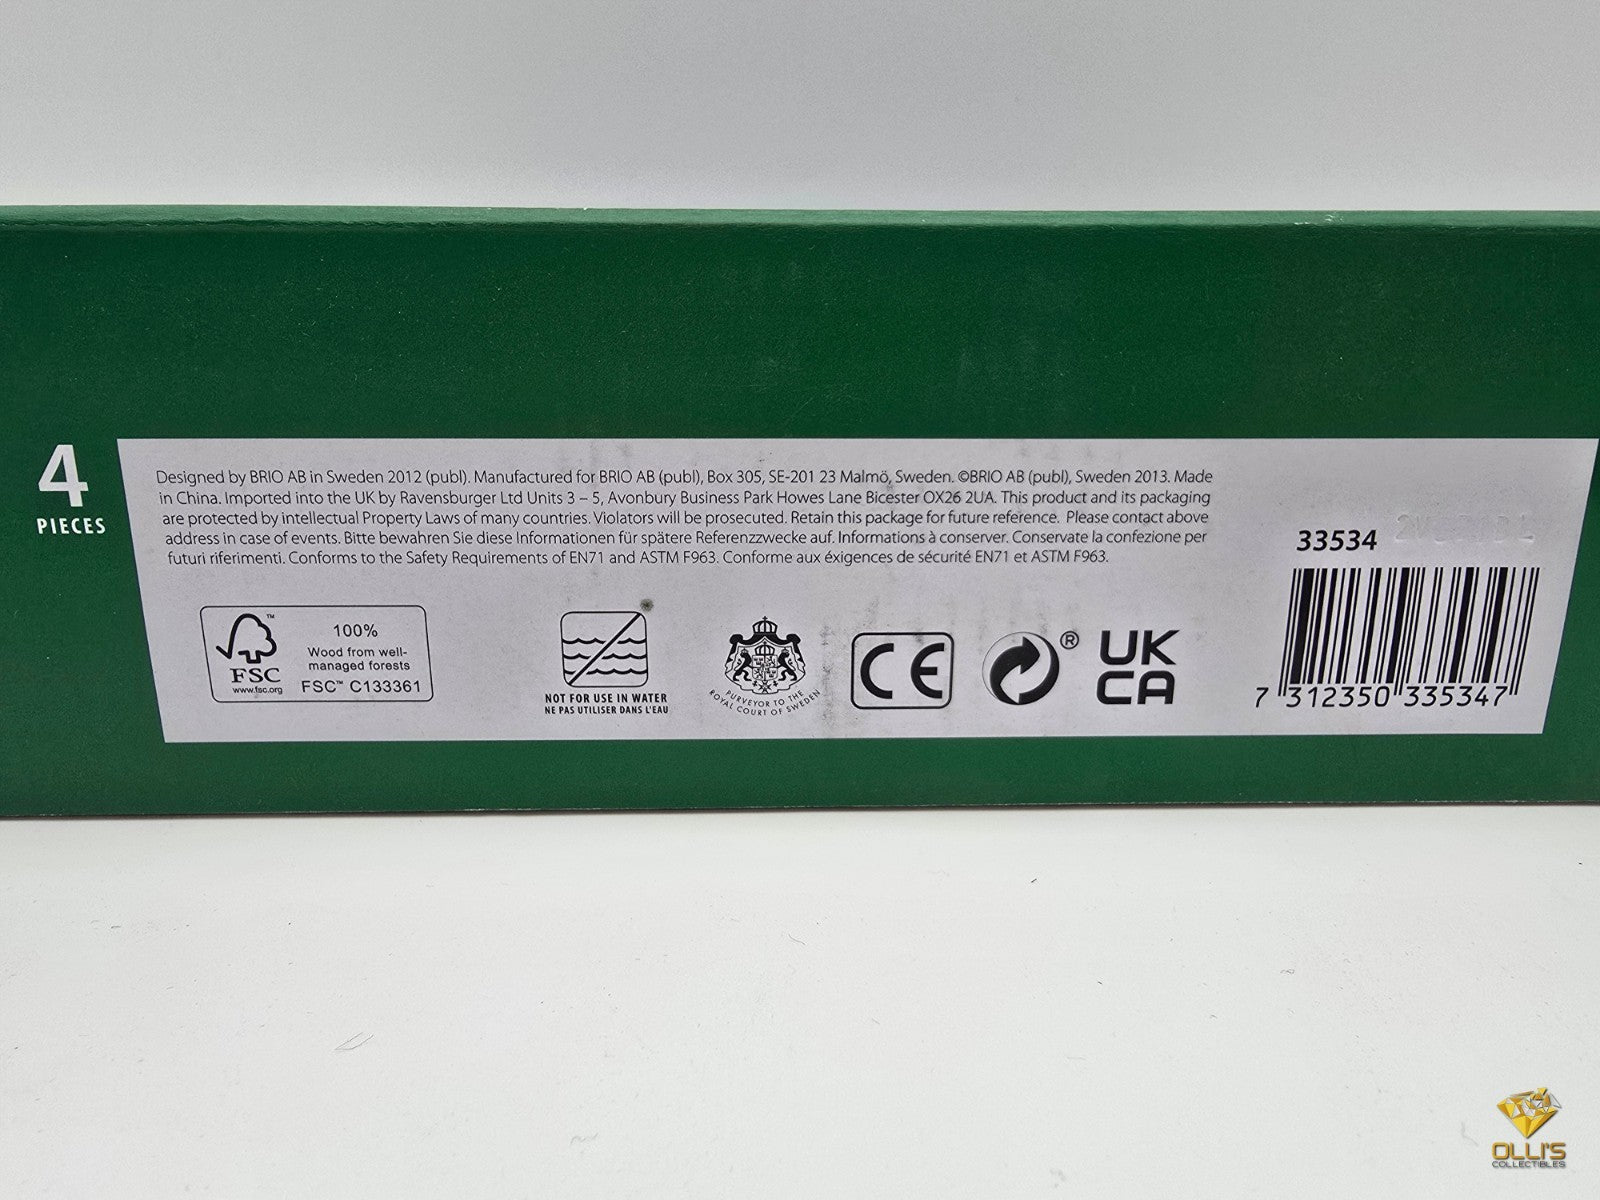 4
PIECES
Designed by BRIO AB in Sweden 2012 (publ). Manufactured for BRIO AB (publ), Box 305, SE-201 23 Malmö, Sweden. ©BRIO AB (publ), Sweden 2013. Made
in China. Imported into the UK by Ravensburger Ltd Units 3 – 5, Avonbury Business Park Howes Lane Bicester OX26 2UA. This product and its packaging
are protected by intellectual Property Laws of many countries. Violators will be prosecuted. Retain this package for future reference. Please contact above
address in case of events. Bitte bewahren Sie diese Informationen für spätere Referenzzwecke auf. Informations à conserver. Conservate la confezione per
futuri riferimenti. Conforms to the Safety Requirements of EN71 and ASTM F963. Conforme aux éxigences de sécurité EN71 et ASTM F963.
33534
FSC
™
www.fsc.org
100%
Wood from well-
managed forests
FSC™ C133361
NOT FOR USE IN WATER
NE PAS UTILISER DANS L'EAU
PURVEYOR TO THE
ROYAL COURT OF SWEDEN
CE
®
UK
CA
7 312350 335347
OLLI'S
COLLECTIBLES